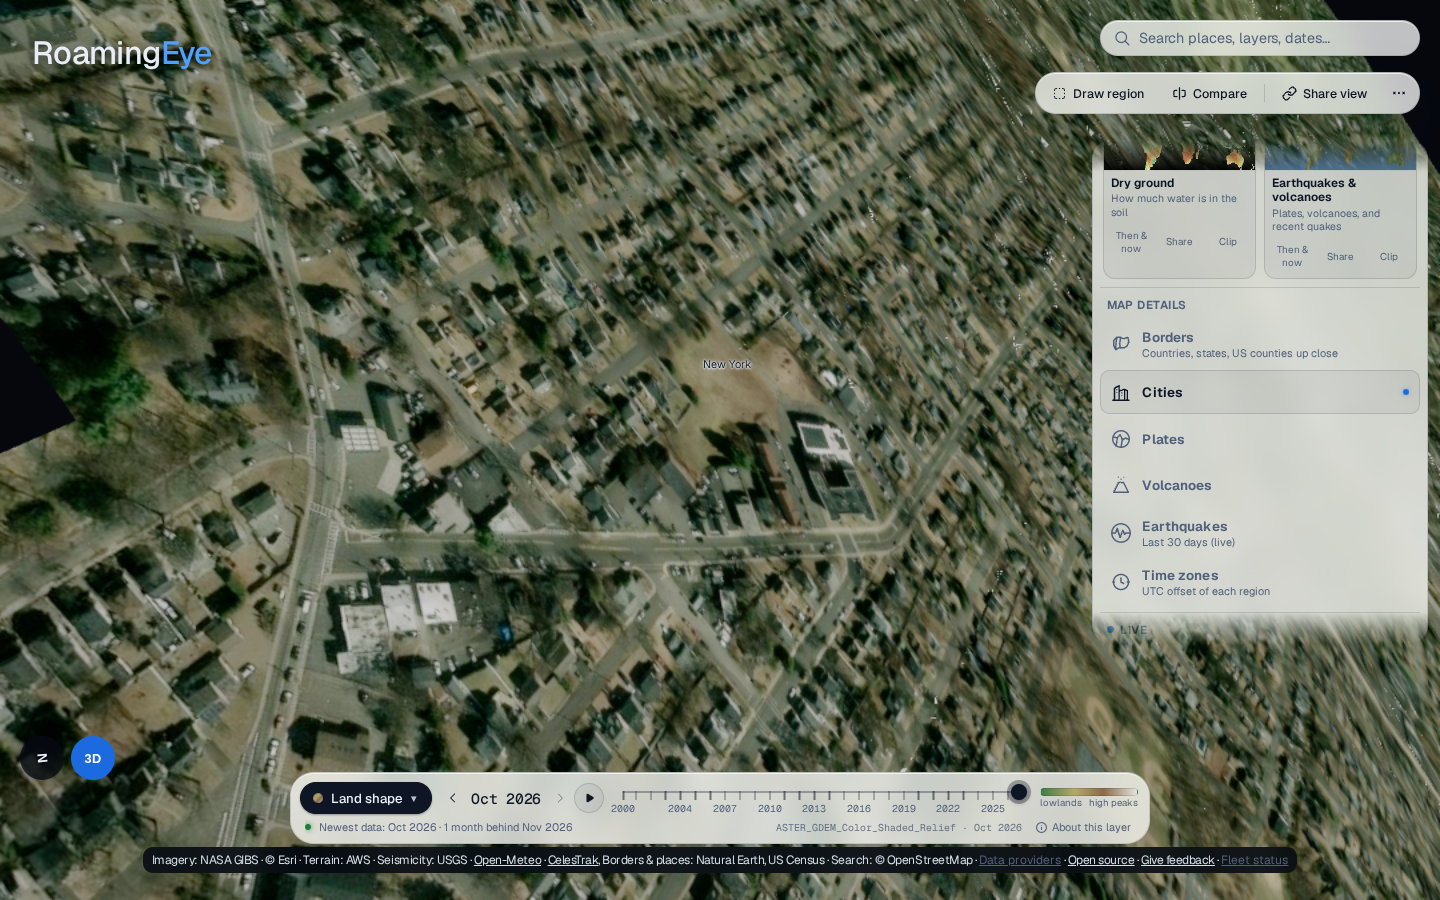 RoamingEye
Search places, layers, dates...
Draw region
Compare
Share view
Dry ground
How much water is in the
soil
Then &
now
Share
Clip
Earthquakes &
volcanoes
Plates, volcanoes, and
recent quakes
Then &
now
Share
Clip
MAP DETAILS
Borders
Countries, states, US counties up close
Cities
Plates
Volcanoes
Earthquakes
Last 30 days (live)
Time zones
UTC offset of each region
LIVE
New York
N
3D
Land shape
Oct 2026
2000 2004 2007 2010 2013 2016 2019 2022 2025
lowlands high peaks
Newest data: Oct 2026 · 1 month behind Nov 2026
ASTER_GDEM_Color_Shaded_Relief · Oct 2026
About this layer
Imagery: NASA GIBS · © Esri · Terrain: AWS · Seismicity: USGS · Open-Meteo · CelesTrak, Borders & places: Natural Earth, US Census · Search: © OpenStreetMap · Data providers · Open source · Give feedback · Fleet status